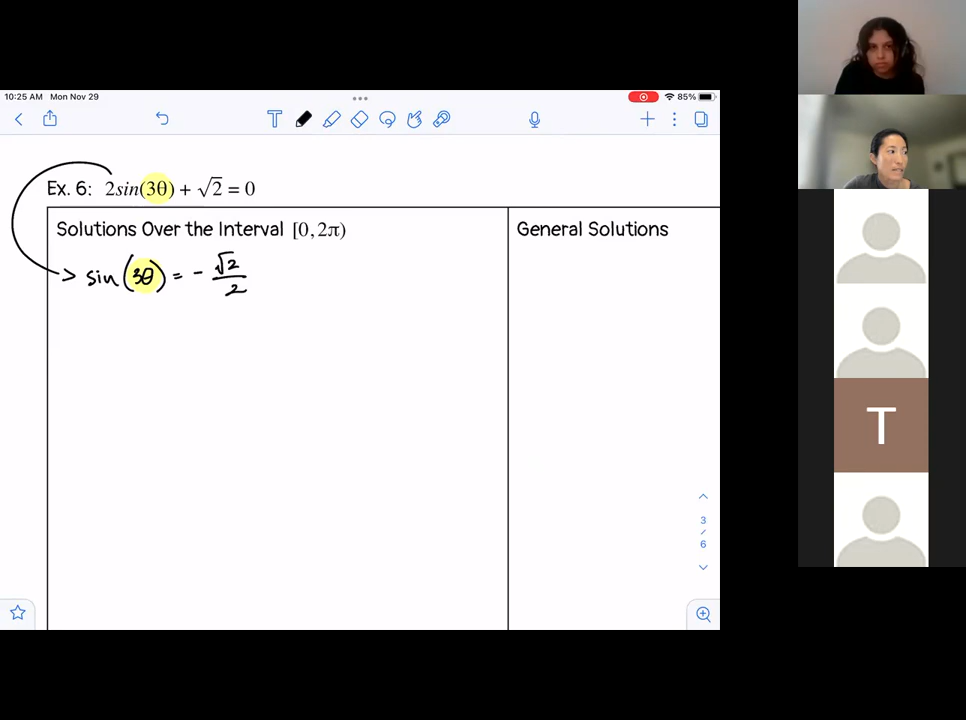 10:25 AM Mon Nov 29
85%
T
Ex. 6: 2sin(3θ) + √2 = 0
Solutions Over the Interval [0, 2π)
General Solutions
> sin(3θ) = - √2/2
T
3
/
6